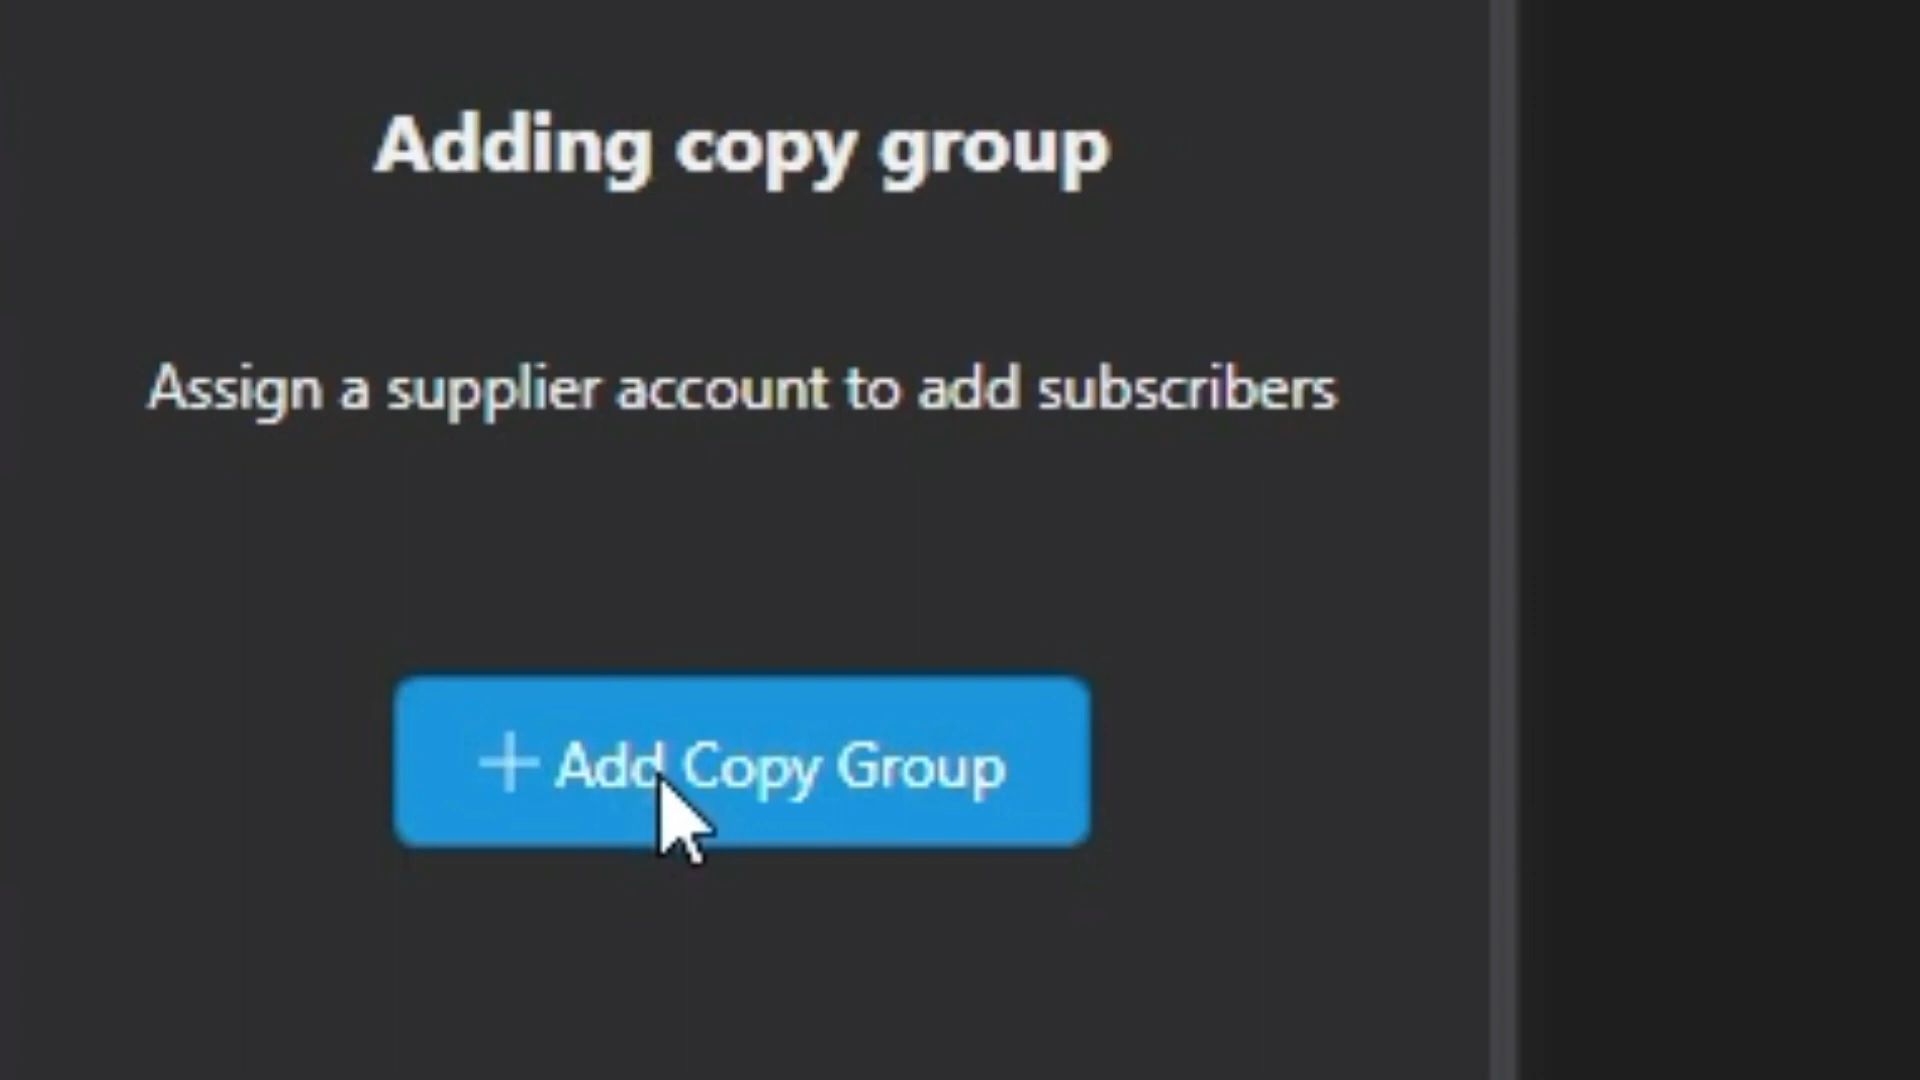 Adding copy group
Assign a supplier account to add subscribers
+ Add Copy Group